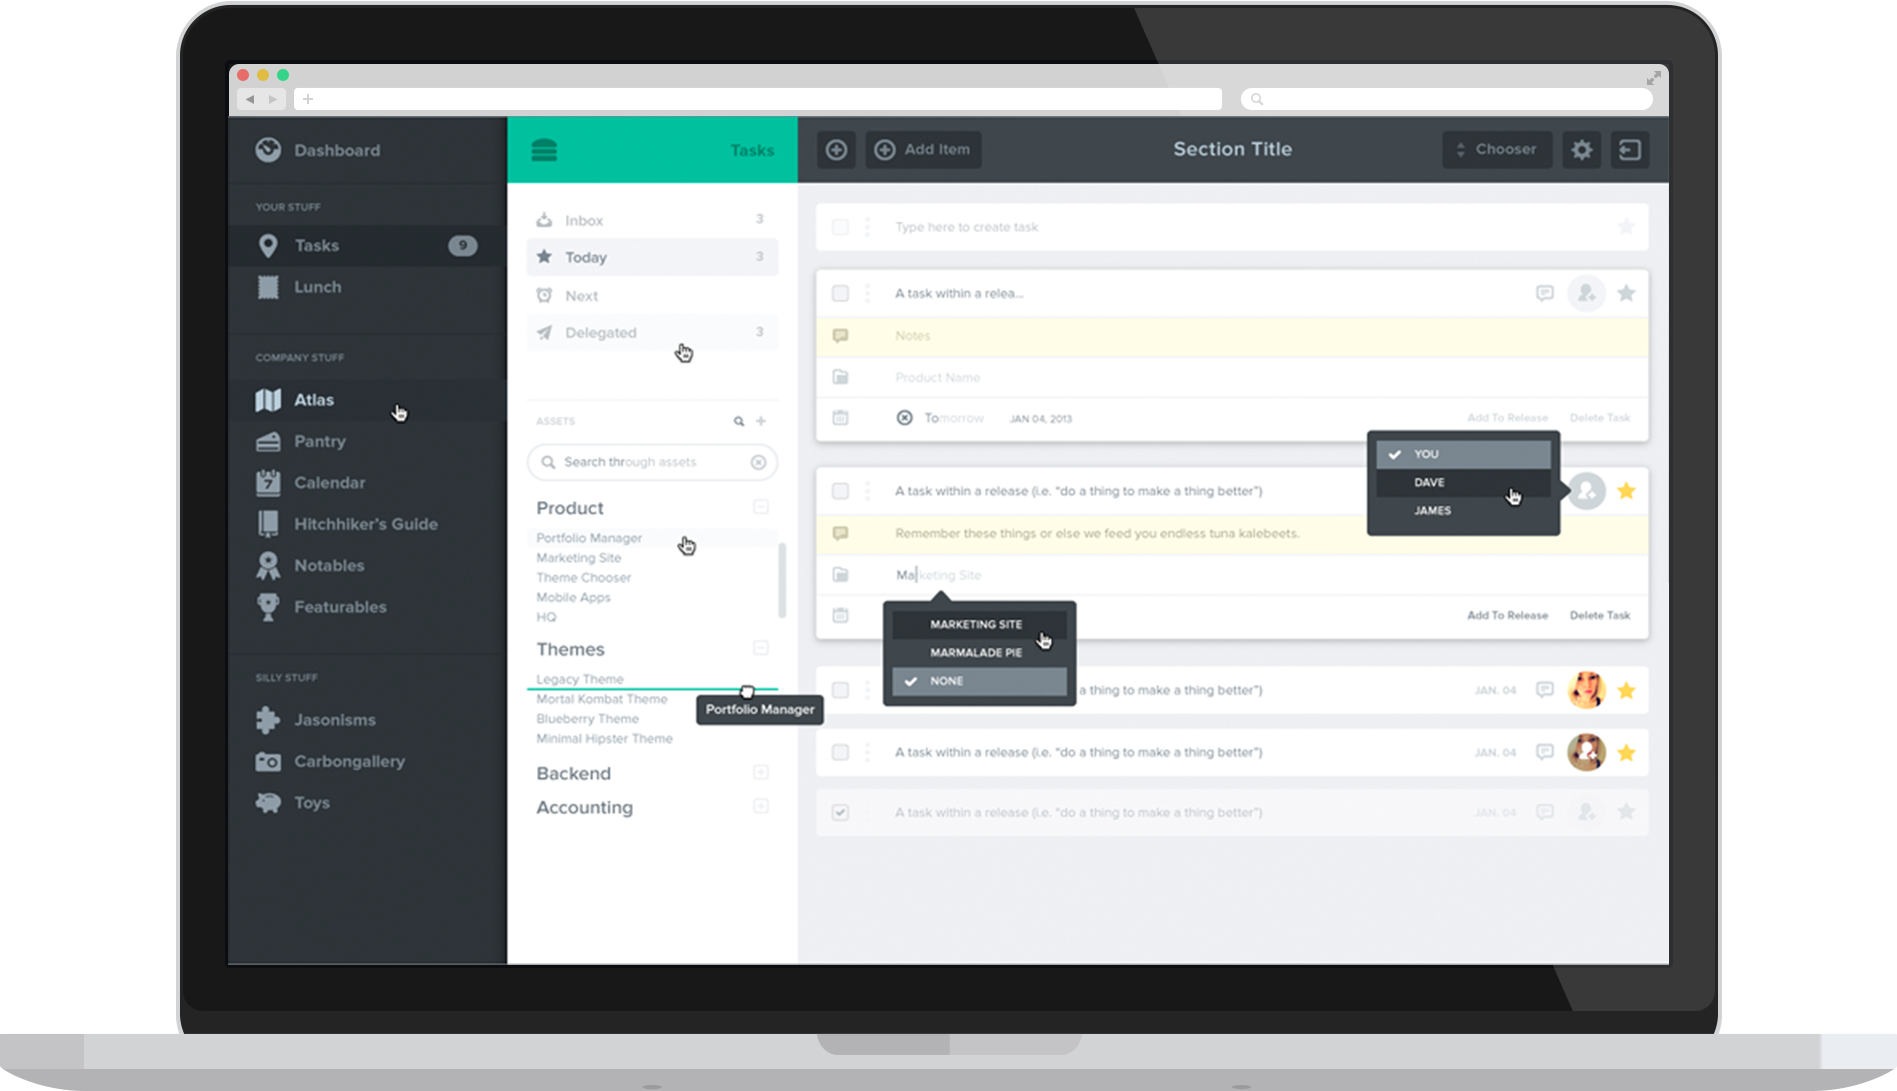 Dashboard
YOUR STUFF
Tasks 9
Lunch
COMPANY STUFF
Atlas
Pantry
7 Calendar
Hitchhiker's Guide
Notables
Featurables
SILLY STUFF
Jasonisms
Carbongallery
Toys
Tasks
Inbox 3
Today 3
Next
Delegated 3
ASSETS
Search through assets
Product
Portfolio Manager
Marketing Site
Theme Chooser
Mobile Apps
HQ
Themes
Legacy Theme
Mortal Kombat Theme
Blueberry Theme
Minimal Hipster Theme
Portfolio Manager
Backend
Accounting
Add Item
Section Title
Chooser
Type here to create task
A task within a relea...
Notes
Product Name
Tomorrow JAN 04, 2013 Add To Release Delete Task
YOU
DAVE
JAMES
A task within a release (i.e. "do a thing to make a thing better")
Remember these things or else we feed you endless tuna kalebeets.
Marketing Site
Add To Release Delete Task
MARKETING SITE
MARMALADE PIE
NONE
a thing to make a thing better") JAN. 04
A task within a release (i.e. "do a thing to make a thing better") JAN. 04
A task within a release (i.e. "do a thing to make a thing better") JAN. 04